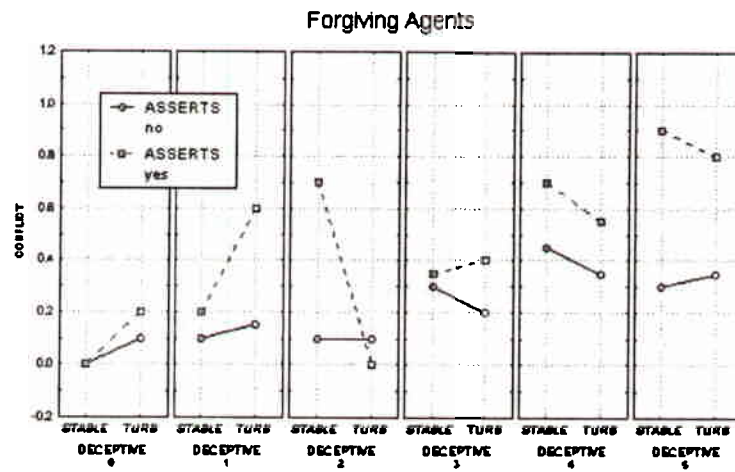 Forgiving Agents
1.2
1.0
0.8
0.6
0.4
0.2
0.0
-0.2
CONFLICT
ASSERTS
no
ASSERTS
yes
STABLE TURB STABLE TURB STABLE TURB STABLE TURB STABLE TURB STABLE TURB
DECEPTIVE DECEPTIVE DECEPTIVE DECEPTIVE DECEPTIVE DECEPTIVE
0 1 2 3 4 5